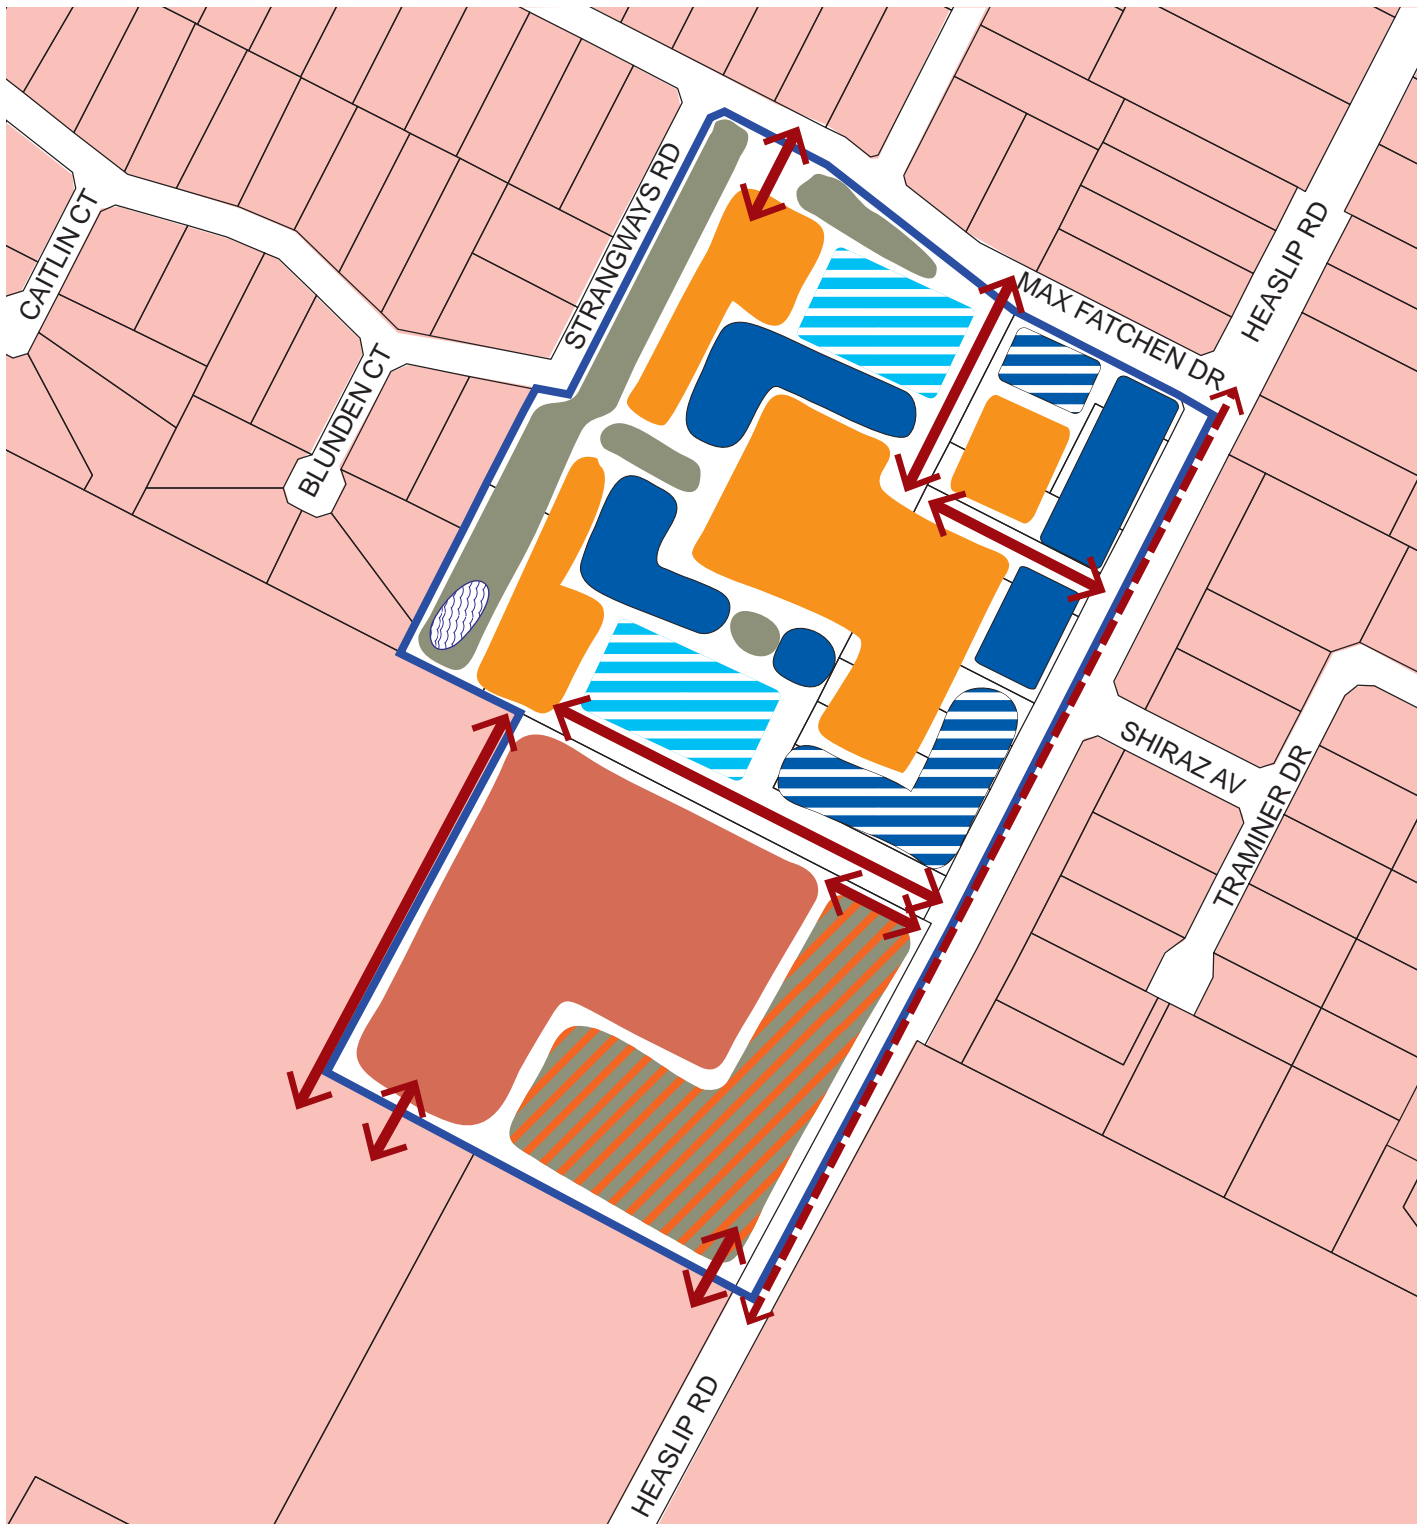 STRANGWAYS RD
CAITLIN CT
HEASLIP RD
MAX FATCHEN DR
BLUNDEN CT
SHIRAZ AV
TRAMINER DR
HEASLIP RD